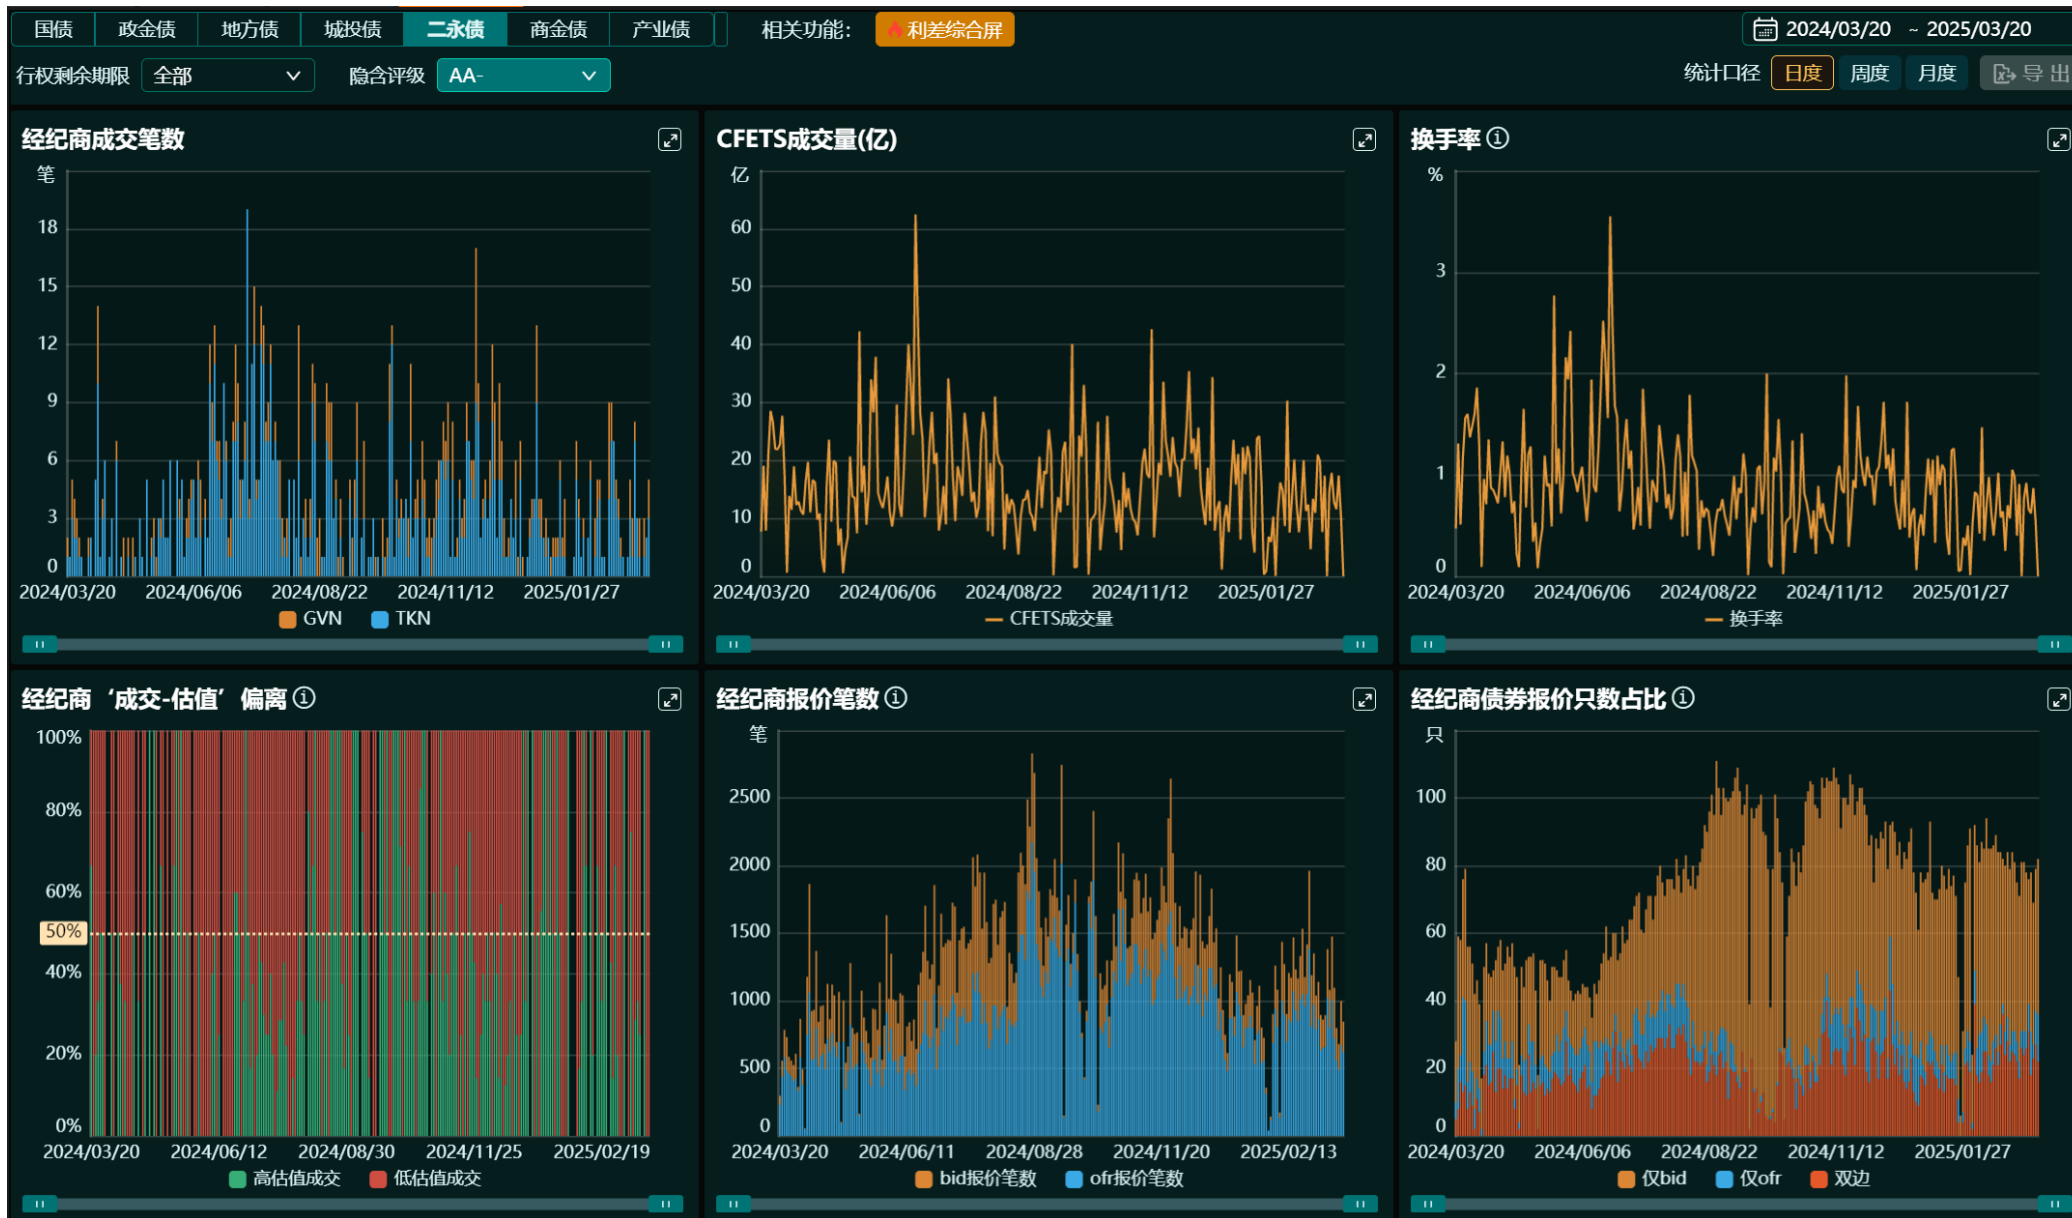 国债 政金债 地方债 城投债 二永债 商金债 产业债 相关功能: 利差综合屏 2024/03/20 ~ 2025/03/20
行权剩余期限 全部 隐含评级 AA- 统计口径 日度 周度 月度 导出
经纪商成交笔数
笔
18
15
12
9
6
3
0
2024/03/20 2024/06/06 2024/08/22 2024/11/12 2025/01/27
GVN TKN
CFETS成交量(亿)
亿
60
50
40
30
20
10
0
2024/03/20 2024/06/06 2024/08/22 2024/11/12 2025/01/27
CFETS成交量
换手率
%
3
2
1
0
2024/03/20 2024/06/06 2024/08/22 2024/11/12 2025/01/27
换手率
经纪商‘成交-估值’偏离
100%
80%
60%
50%
40%
20%
0%
2024/03/20 2024/06/12 2024/08/30 2024/11/25 2025/02/19
高估值成交 低估值成交
经纪商报价笔数
笔
2500
2000
1500
1000
500
0
2024/03/20 2024/06/11 2024/08/28 2024/11/20 2025/02/13
bid报价笔数 ofr报价笔数
经纪商债券报价只数占比
只
100
80
60
40
20
0
2024/03/20 2024/06/06 2024/08/22 2024/11/12 2025/01/27
仅bid 仅ofr 双边